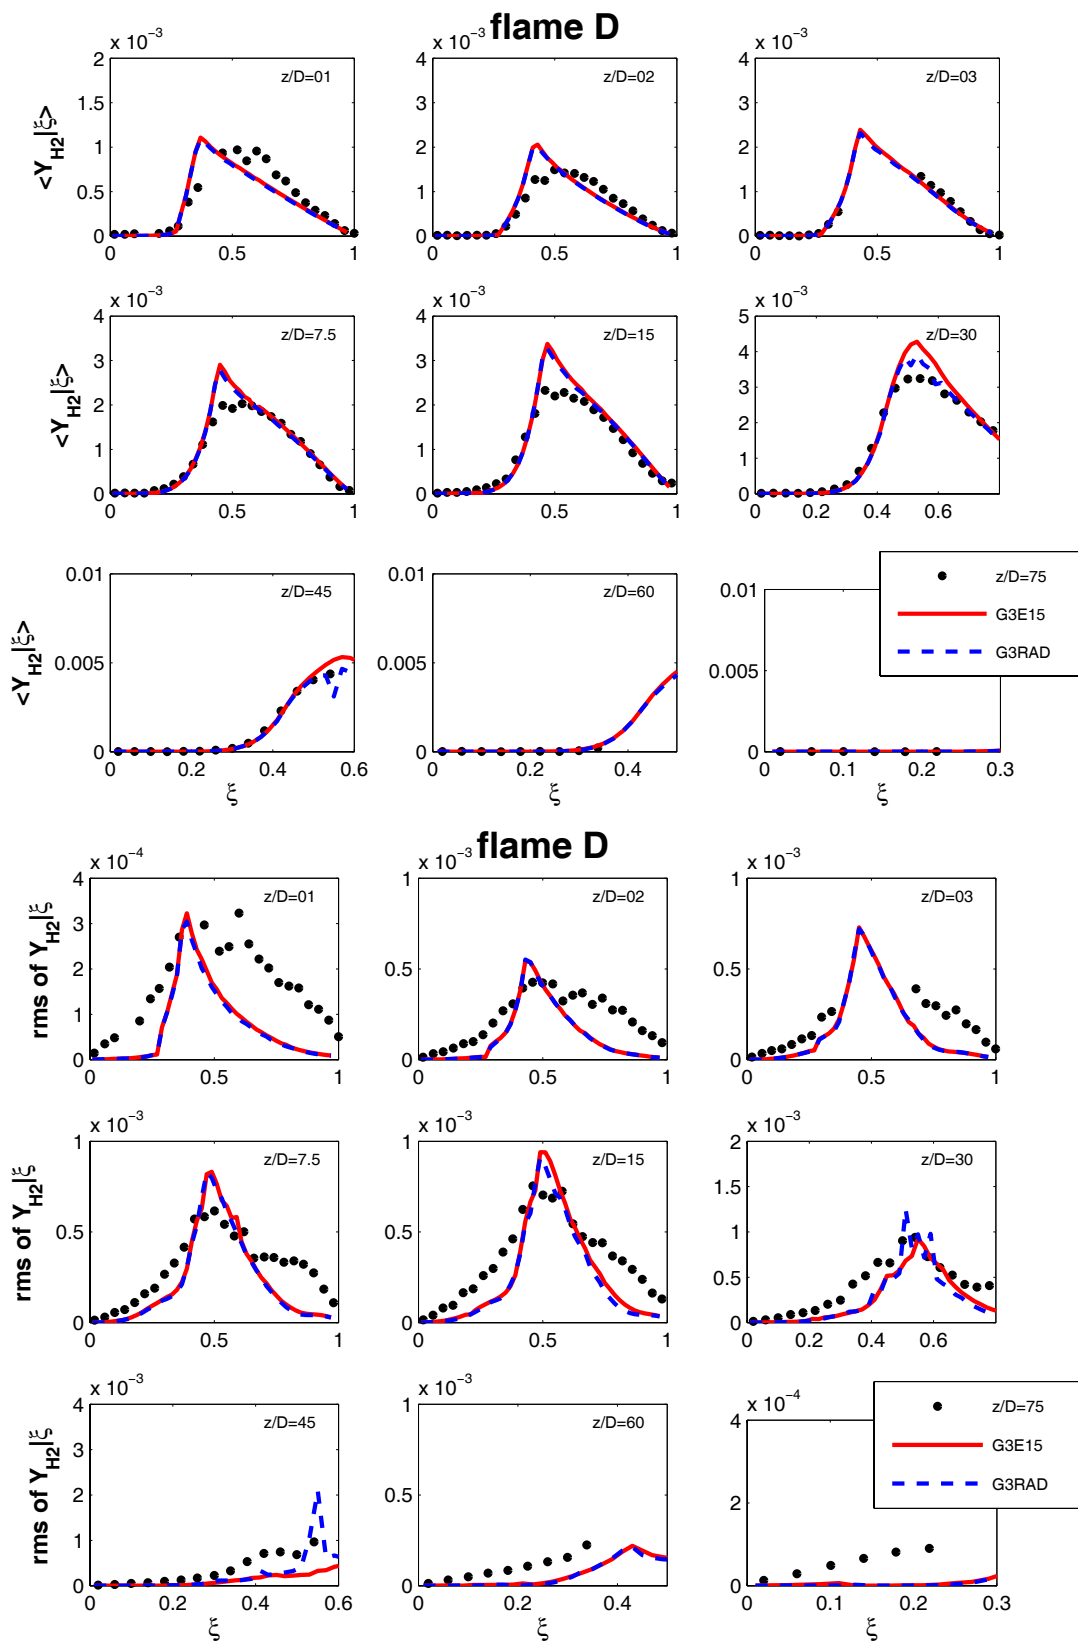 flame D
x 10⁻³ x 10⁻³ x 10⁻³
<Y_H2|ξ>
2
1.5
1
0.5
0
z/D=01
0 0.5 1
4
3
2
1
0
z/D=02
0 0.5 1
4
3
2
1
0
z/D=03
0 0.5 1
x 10⁻³ x 10⁻³ x 10⁻³
<Y_H2|ξ>
4
3
2
1
0
z/D=7.5
0 0.5 1
4
3
2
1
0
z/D=15
0 0.5 1
5
4
3
2
1
0
z/D=30
0 0.2 0.4 0.6
<Y_H2|ξ>
0.01
0.005
0
z/D=45
0 0.2 0.4 0.6
ξ
0.01
0.005
0
z/D=60
0 0.2 0.4
ξ
0.01
0.005
0
z/D=75
G3E15
G3RAD
0 0.1 0.2 0.3
ξ
flame D
x 10⁻⁴ x 10⁻³ x 10⁻³
rms of Y_H2|ξ
4
3
2
1
0
z/D=01
0 0.5 1
1
0.5
0
z/D=02
0 0.5 1
1
0.5
0
z/D=03
0 0.5 1
x 10⁻³ x 10⁻³ x 10⁻³
rms of Y_H2|ξ
1
0.5
0
z/D=7.5
0 0.5 1
1
0.5
0
z/D=15
0 0.5 1
2
1.5
1
0.5
0
z/D=30
0 0.2 0.4 0.6
x 10⁻³ x 10⁻³ x 10⁻⁴
rms of Y_H2|ξ
4
3
2
1
0
z/D=45
0 0.2 0.4 0.6
ξ
1
0.5
0
z/D=60
0 0.2 0.4
ξ
4
2
0
z/D=75
G3E15
G3RAD
0 0.1 0.2 0.3
ξ